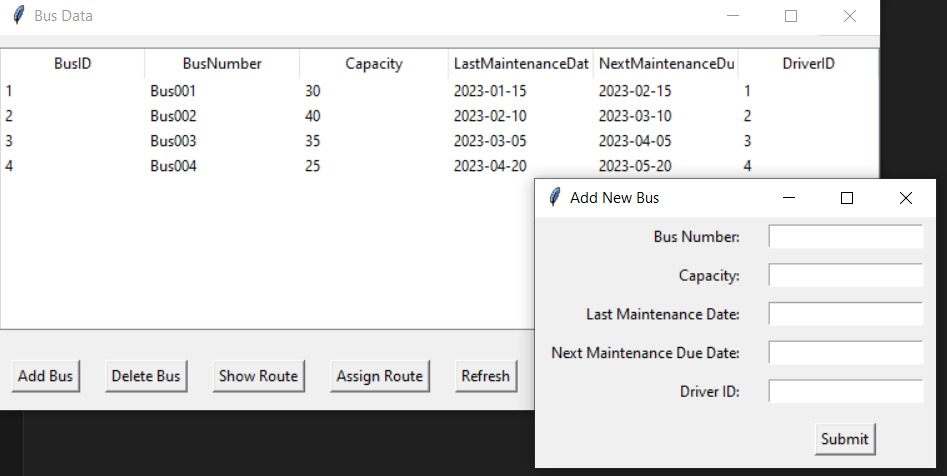 Bus Data
BusID BusNumber Capacity LastMaintenanceDat NextMaintenanceDu DriverID
1 Bus001 30 2023-01-15 2023-02-15 1
2 Bus002 40 2023-02-10 2023-03-10 2
3 Bus003 35 2023-03-05 2023-04-05 3
4 Bus004 25 2023-04-20 2023-05-20 4
Add Bus Delete Bus Show Route Assign Route Refresh
Add New Bus
Bus Number:
Capacity:
Last Maintenance Date:
Next Maintenance Due Date:
Driver ID:
Submit